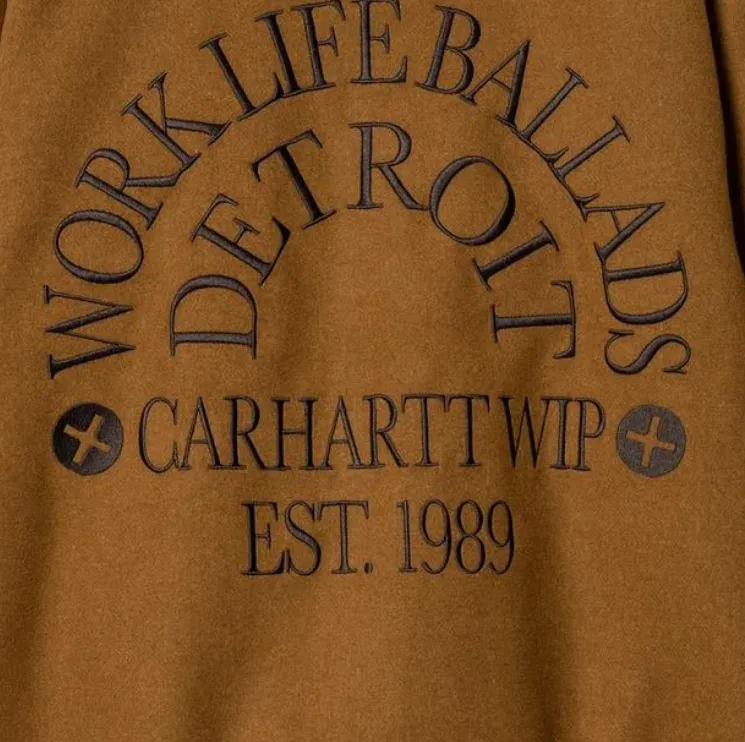 WORK LIFE BALLADS
DETROIT
CARHARTT WIP
EST. 1989